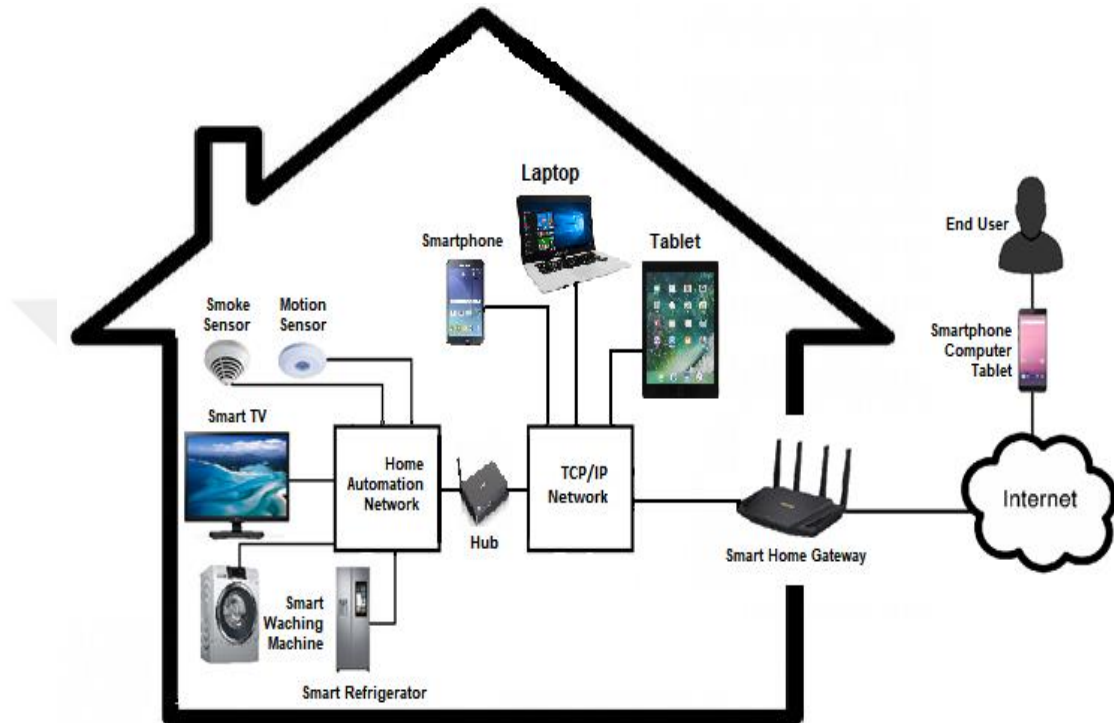 Laptop
Smartphone
Tablet
End User
Smoke
Sensor
Motion
Sensor
Smartphone
Computer
Tablet
Smart TV
Home
Automation
Network
TCP/IP
Network
Internet
Hub
Smart Home Gateway
Smart
Waching
Machine
Smart Refrigerator